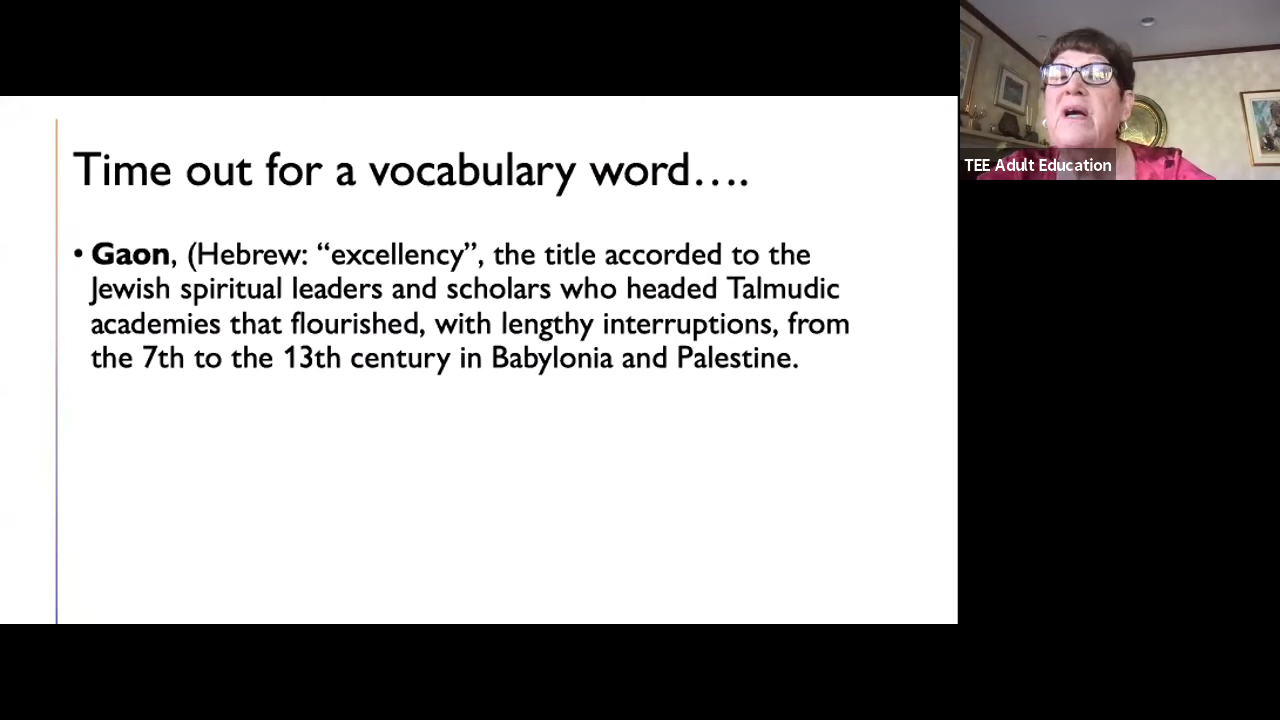 Time out for a vocabulary word….
• Gaon, (Hebrew: “excellency”, the title accorded to the
Jewish spiritual leaders and scholars who headed Talmudic
academies that flourished, with lengthy interruptions, from
the 7th to the 13th century in Babylonia and Palestine.
TEE Adult Education